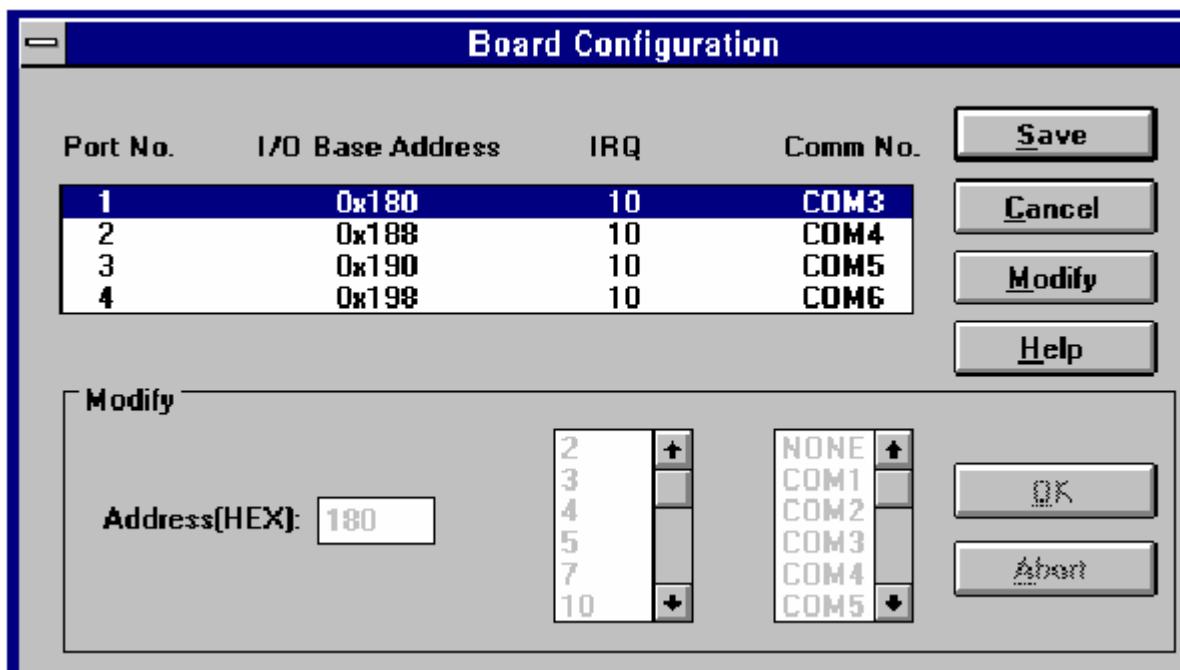 Board Configuration
Port No. I/O Base Address IRQ Comm No.
1 0x180 10 COM3
2 0x188 10 COM4
3 0x190 10 COM5
4 0x198 10 COM6
Save
Cancel
Modify
Help
Modify
Address(HEX): 180
2
3
4
5
7
10
NONE
COM1
COM2
COM3
COM4
COM5
OK
Abort